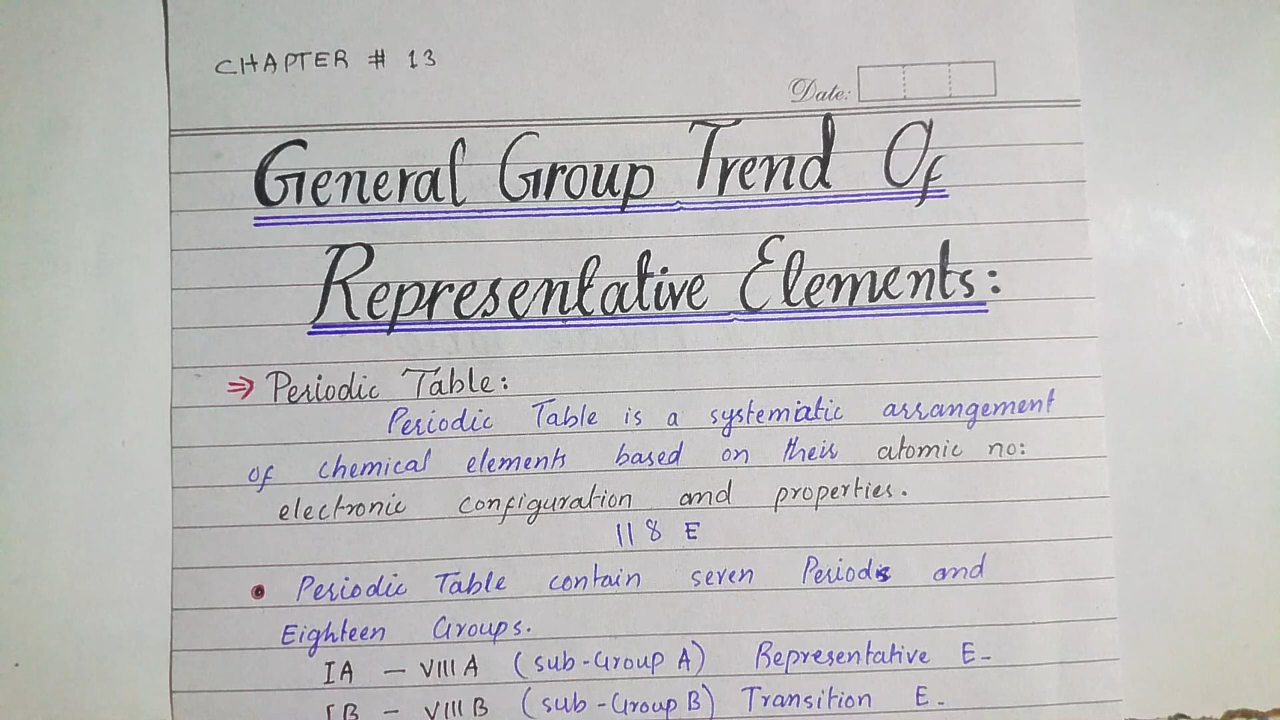 CHAPTER # 13
Date:
General Group Trend Of
Representative Elements:
⇒ Periodic Table:
Periodic Table is a systematic arrangement
of chemical elements based on their atomic no:
electronic configuration and properties.
118 E
• Periodic Table contain seven Periods and
Eighteen Groups.
IA – VIII A (sub-Group A) Representative E-
IB – VIII B (sub-Group B) Transition E-